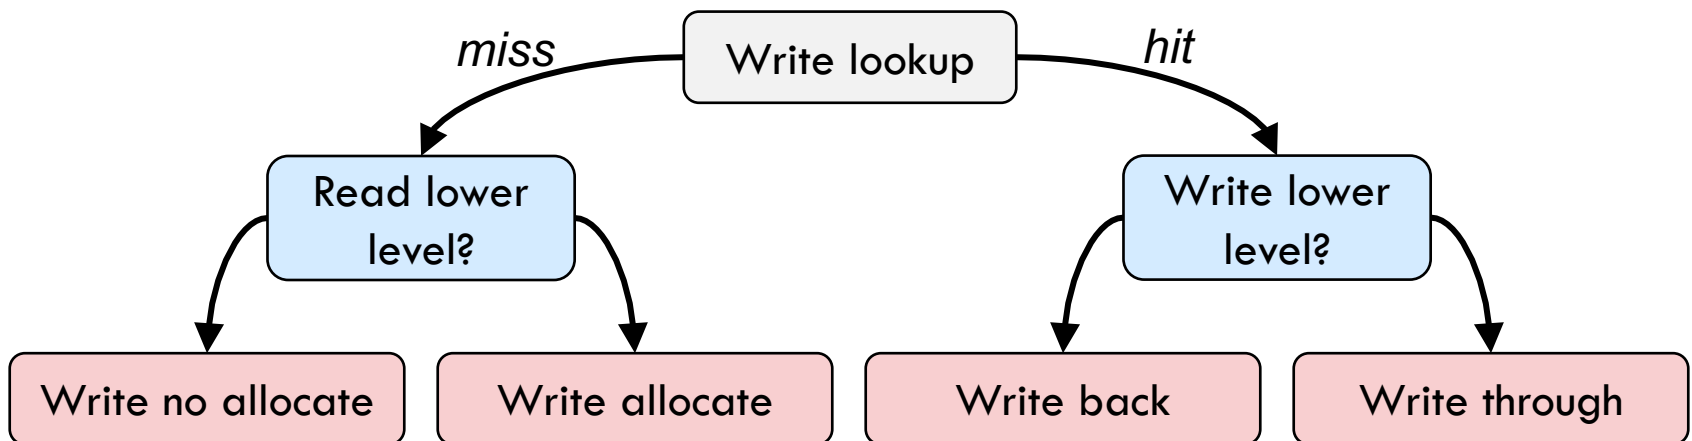 miss
Write lookup
hit
Read lower
level?
Write lower
level?
Write no allocate
Write allocate
Write back
Write through